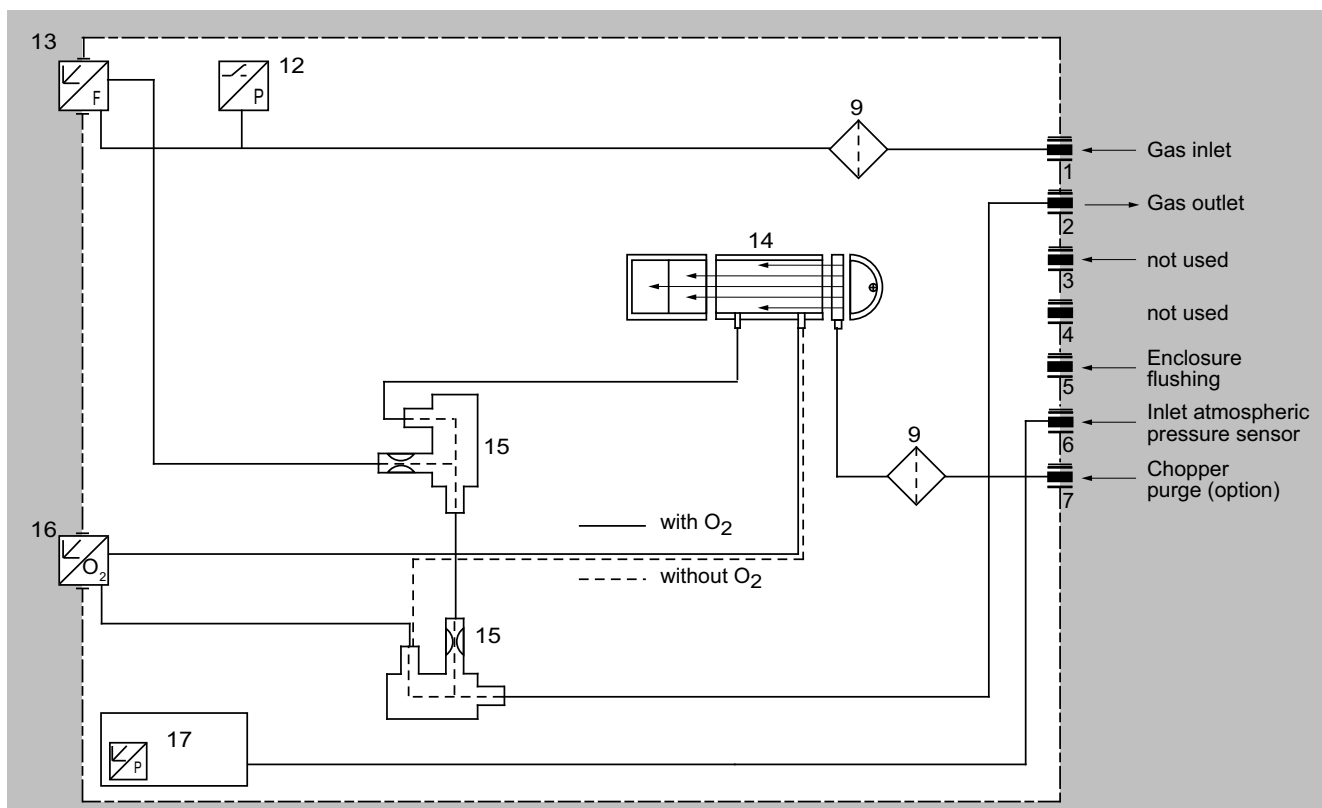 13
F
12
P
9
Gas inlet
1
Gas outlet
2
14
not used
3
not used
4
Enclosure
flushing
5
Inlet atmospheric
pressure sensor
6
9
Chopper
purge (option)
7
15
with O2
16
O2
without O2
15
17
P